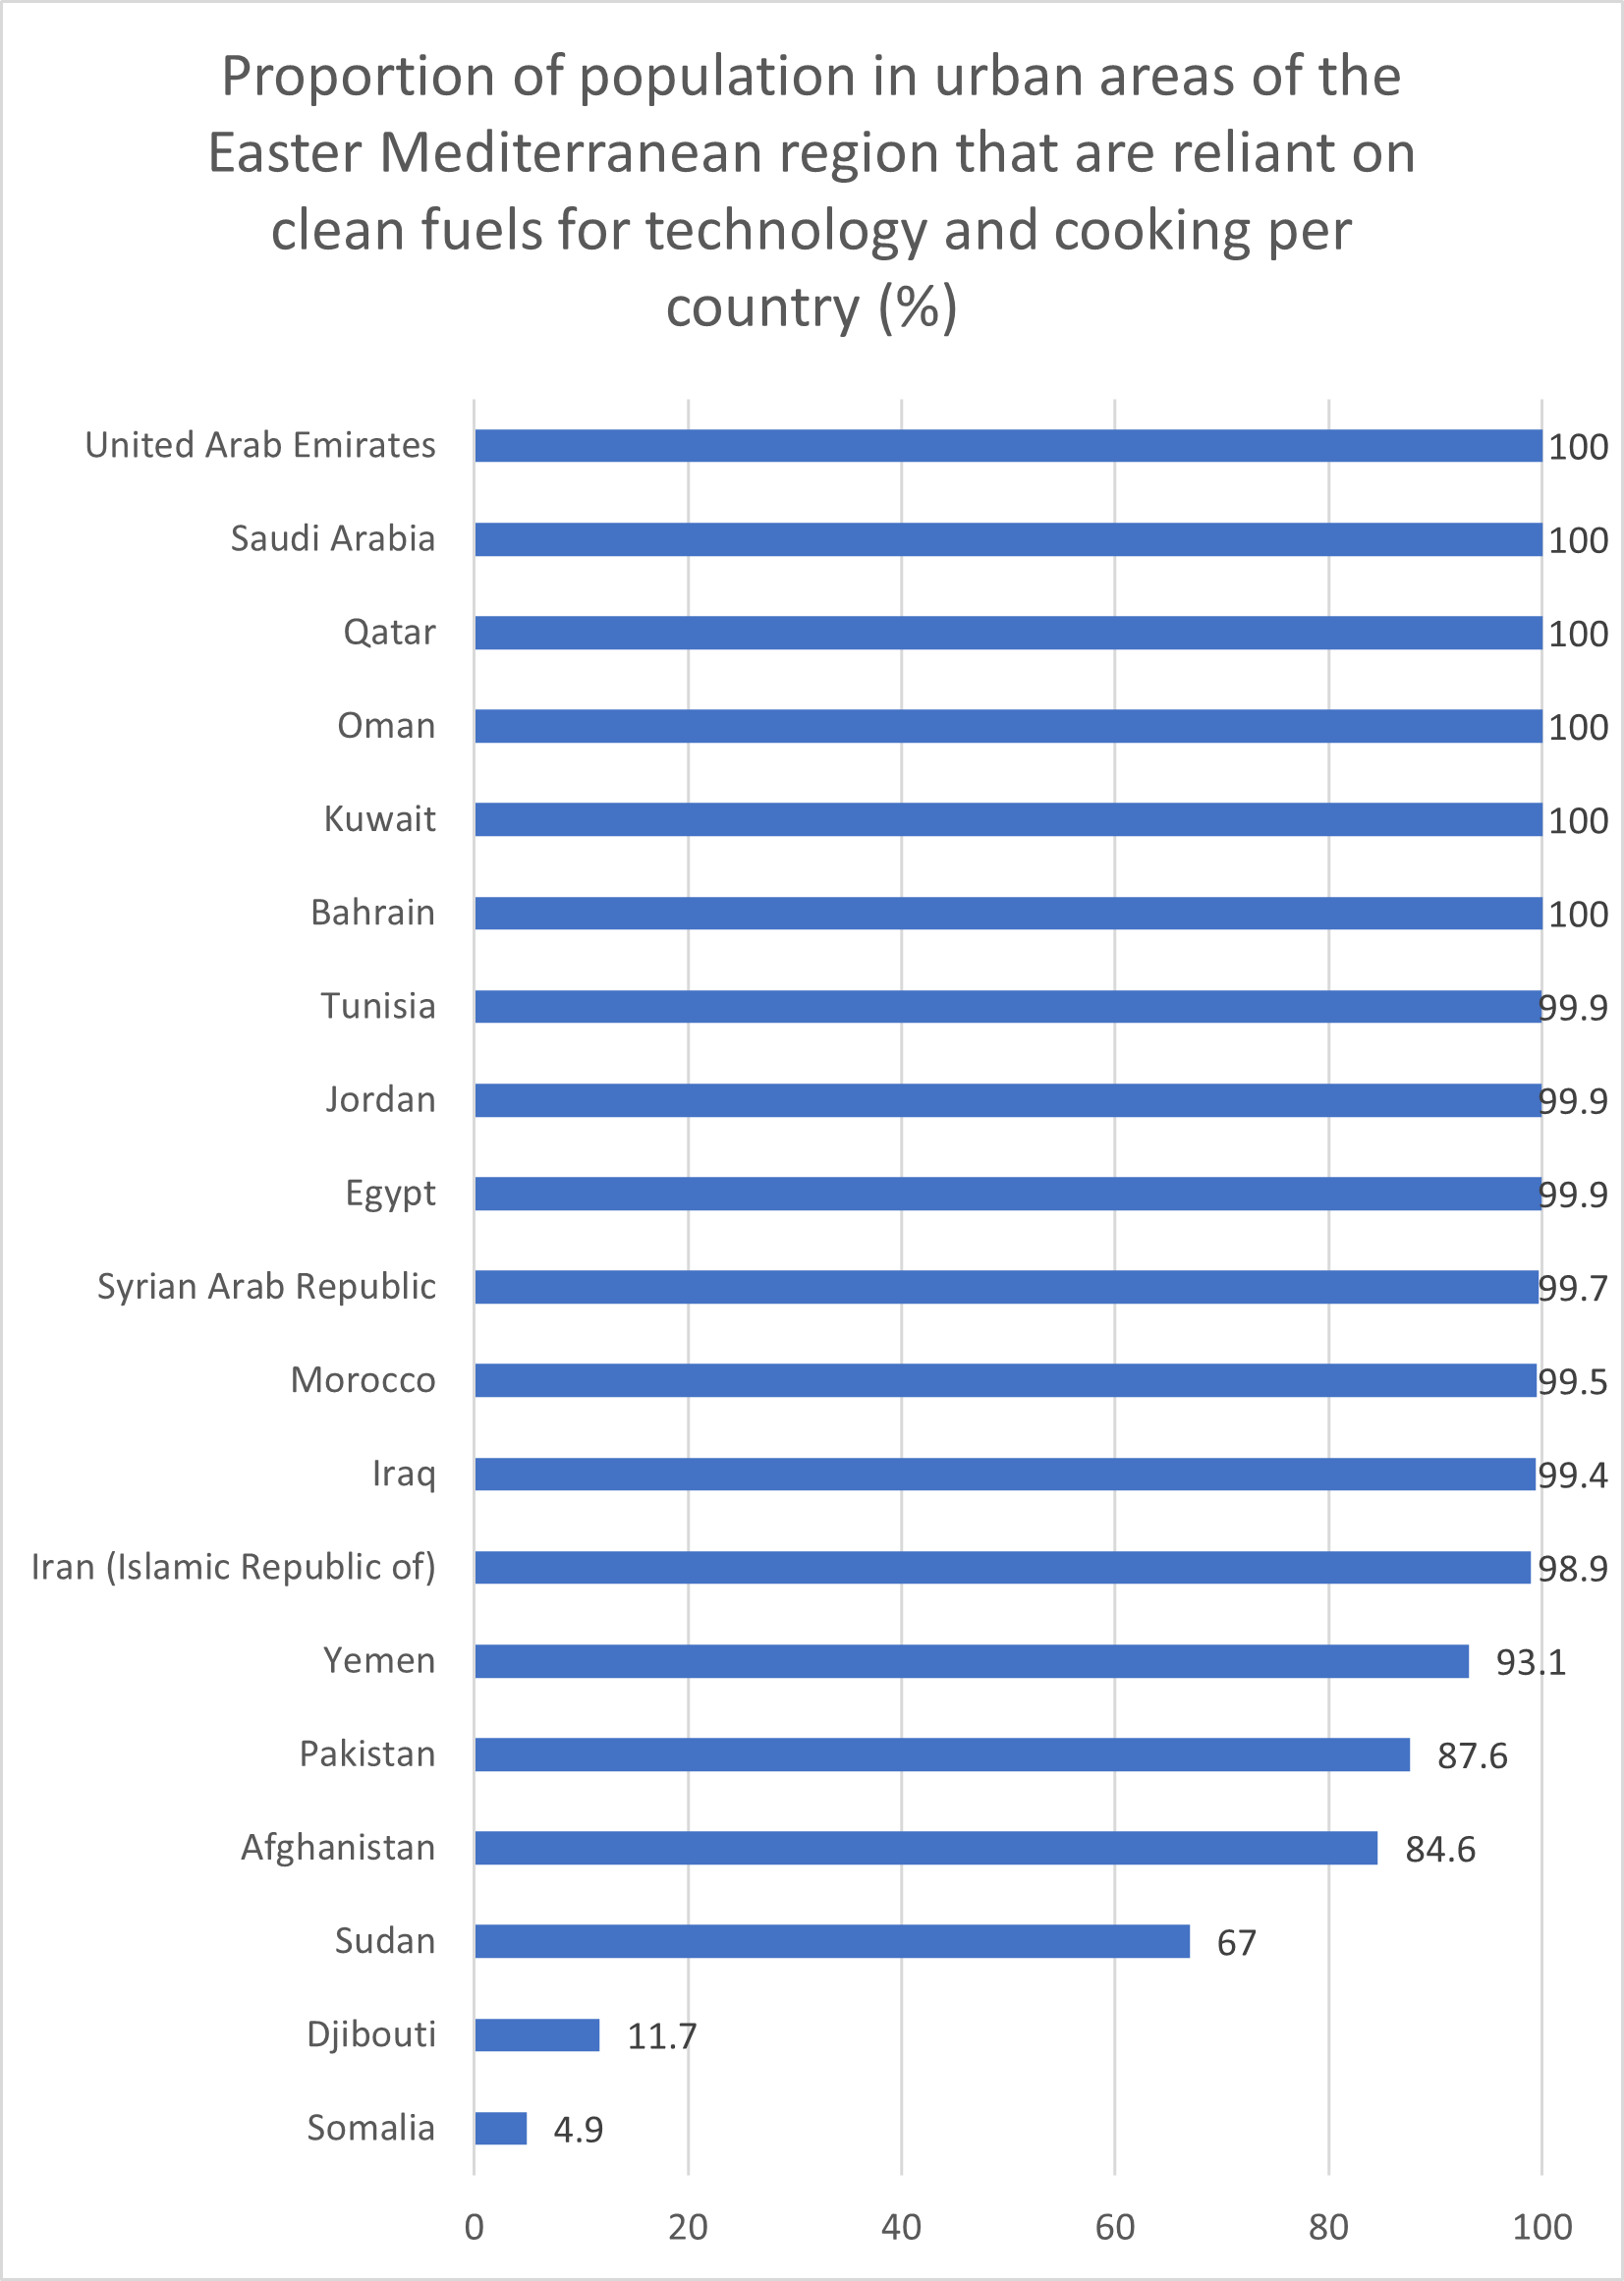 Proportion of population in urban areas of the
Easter Mediterranean region that are reliant on
clean fuels for technology and cooking per
country (%)
United Arab Emirates 100
Saudi Arabia 100
Qatar 100
Oman 100
Kuwait 100
Bahrain 100
Tunisia 99.9
Jordan 99.9
Egypt 99.9
Syrian Arab Republic 99.7
Morocco 99.5
Iraq 99.4
Iran (Islamic Republic of) 98.9
Yemen 93.1
Pakistan 87.6
Afghanistan 84.6
Sudan 67
Djibouti 11.7
Somalia 4.9
0 20 40 60 80 100